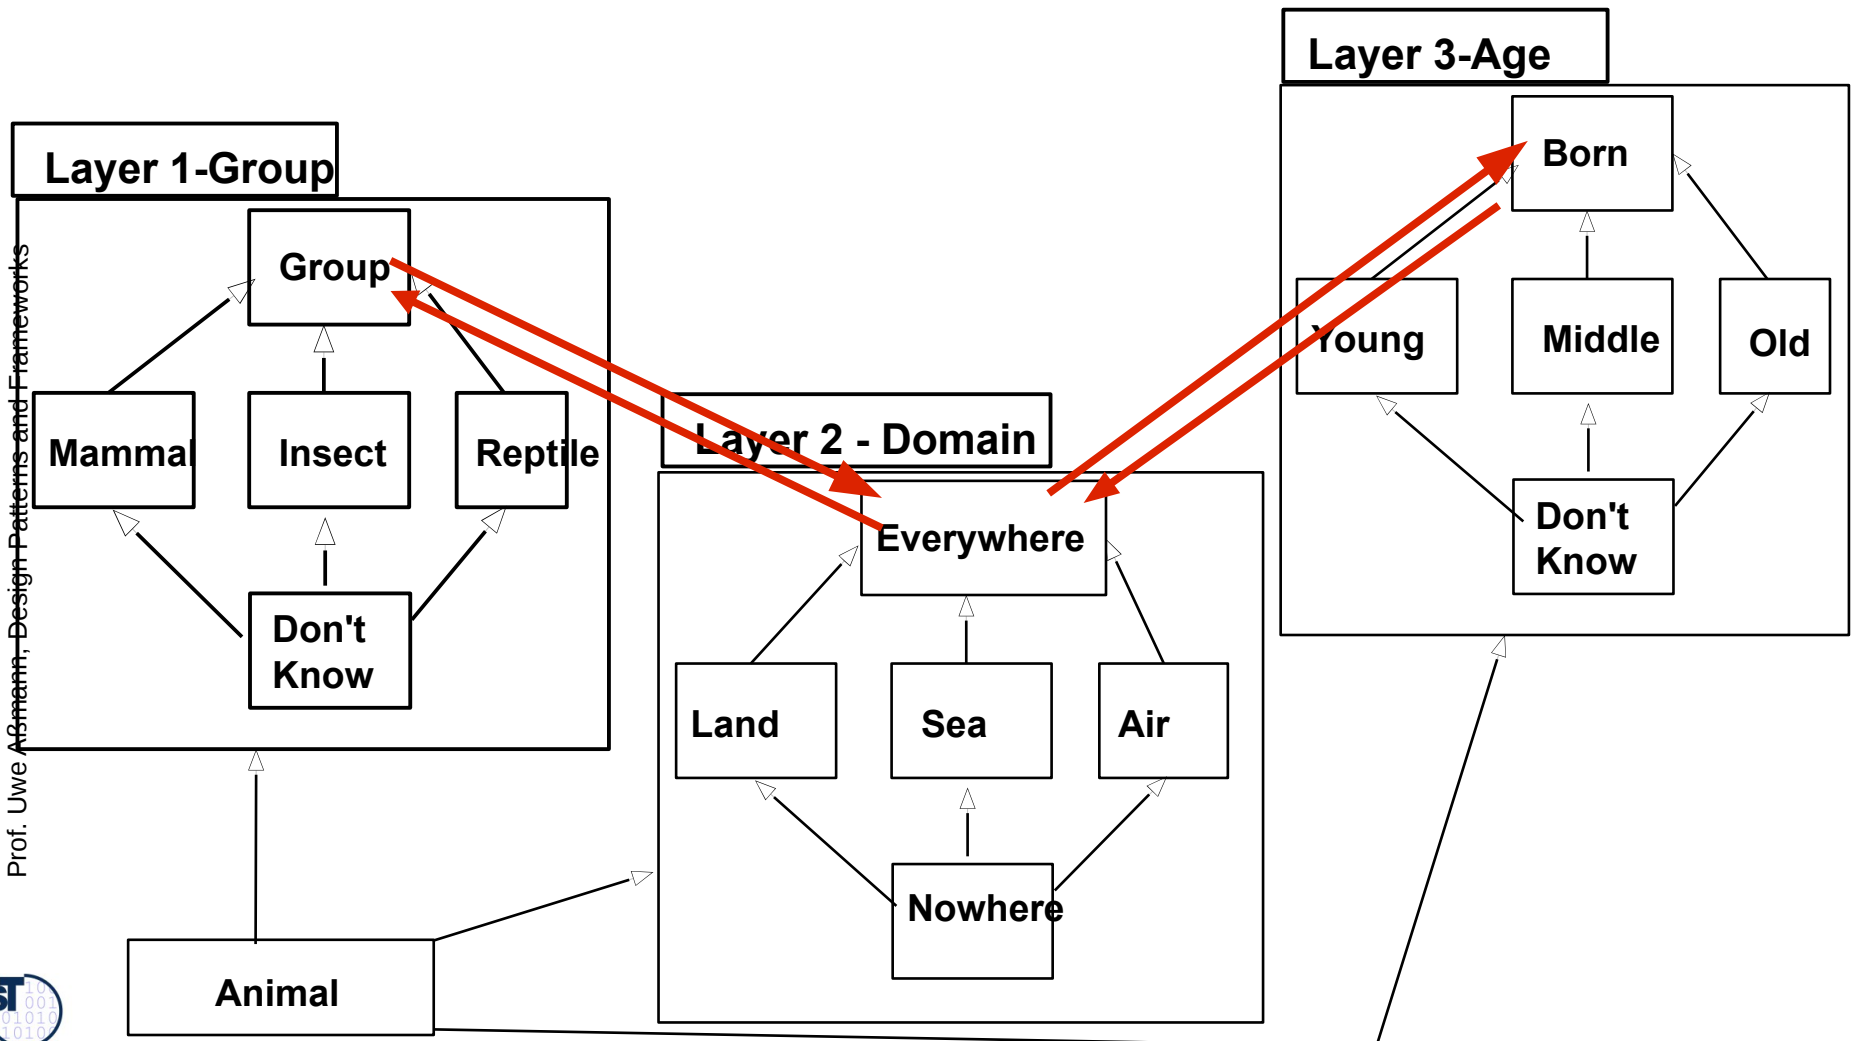 Layer 3-Age
Born
Layer 1-Group
Group
Young
Middle
Old
Mammal
Insect
Reptile
Layer 2 - Domain
Everywhere
Don't
Know
Don't
Know
Land
Sea
Air
Nowhere
Animal
Prof. Uwe Aßmann, Design Patterns and Frameworks